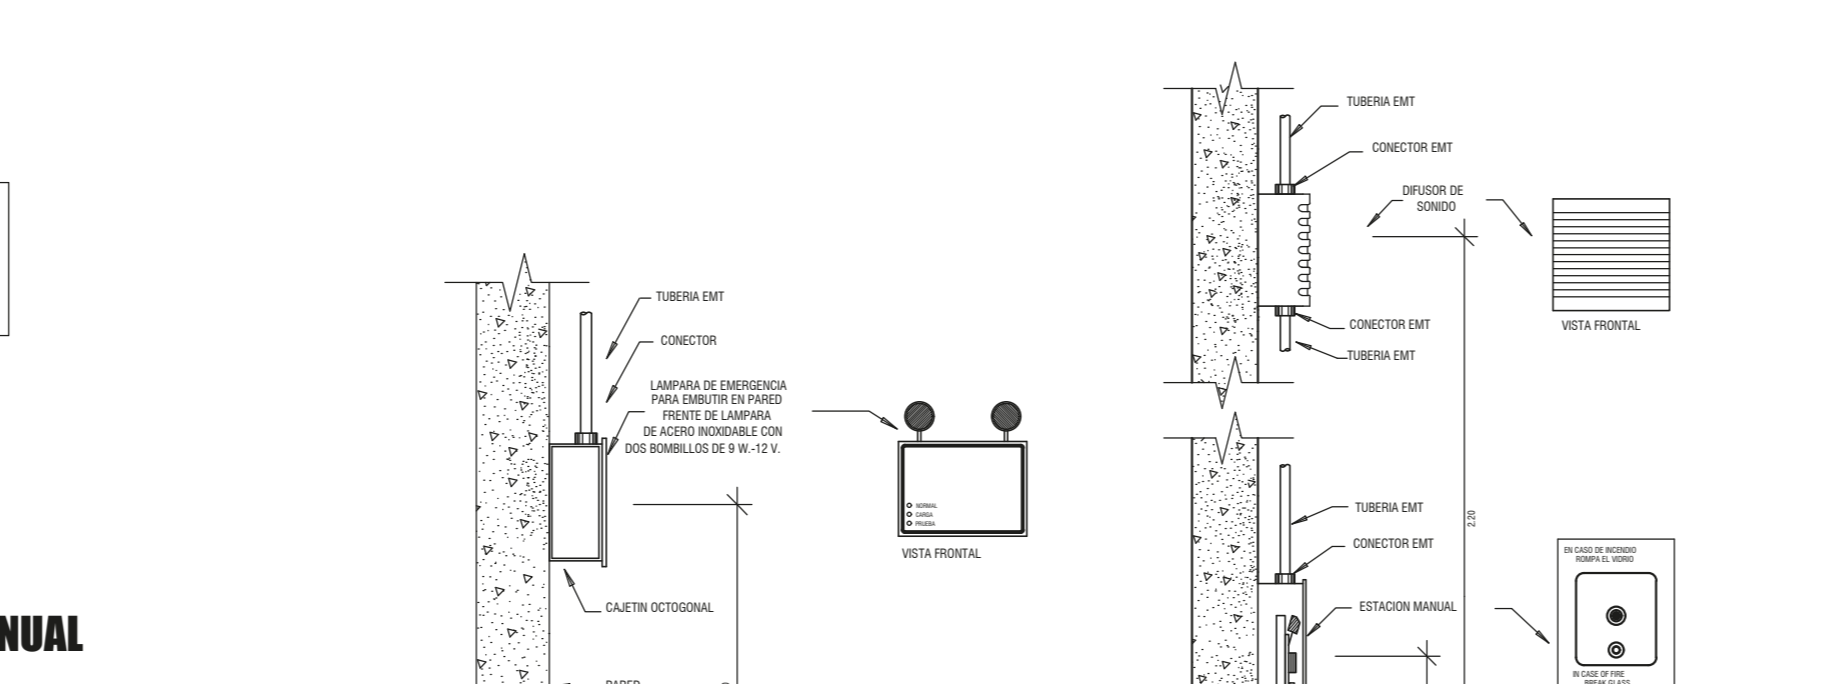 NUAL
TUBERIA EMT
CONECTOR
LAMPARA DE EMERGENCIA
PARA EMBUTIR EN PARED
FRENTE DE LAMPARA
DE ACERO INOXIDABLE CON
DOS BOMBILLOS DE 9 W.-12 V.
CAJETIN OCTOGONAL
PARED
NORMAL
CARGA
PRUEBA
VISTA FRONTAL
TUBERIA EMT
CONECTOR EMT
DIFUSOR DE
SONIDO
CONECTOR EMT
TUBERIA EMT
VISTA FRONTAL
TUBERIA EMT
2.20
CONECTOR EMT
ESTACION MANUAL
EN CASO DE INCENDIO
ROMPA EL VIDRIO
IN CASE OF FIRE
BREAK GLASS